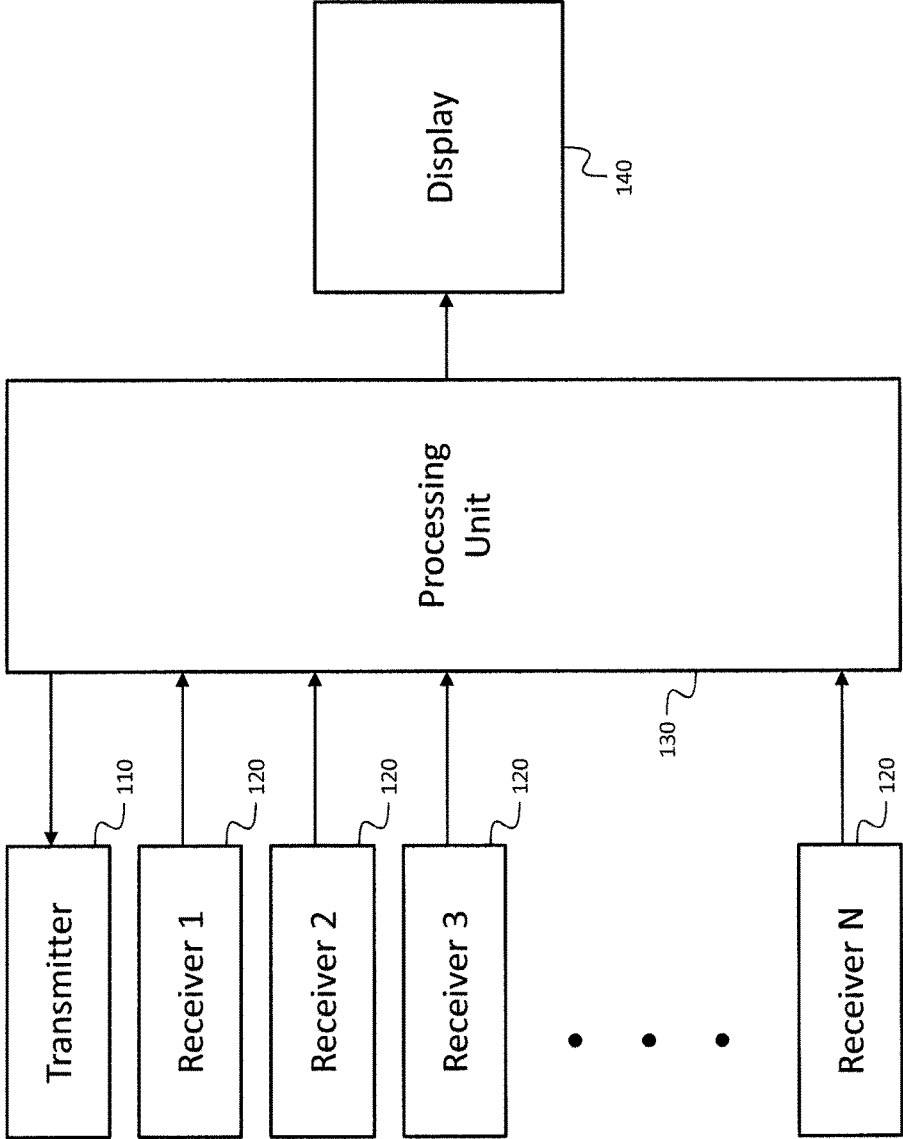 Transmitter
110
Receiver 1
120
Receiver 2
120
Receiver 3
120
Receiver N
120
Processing
Unit
130
Display
140